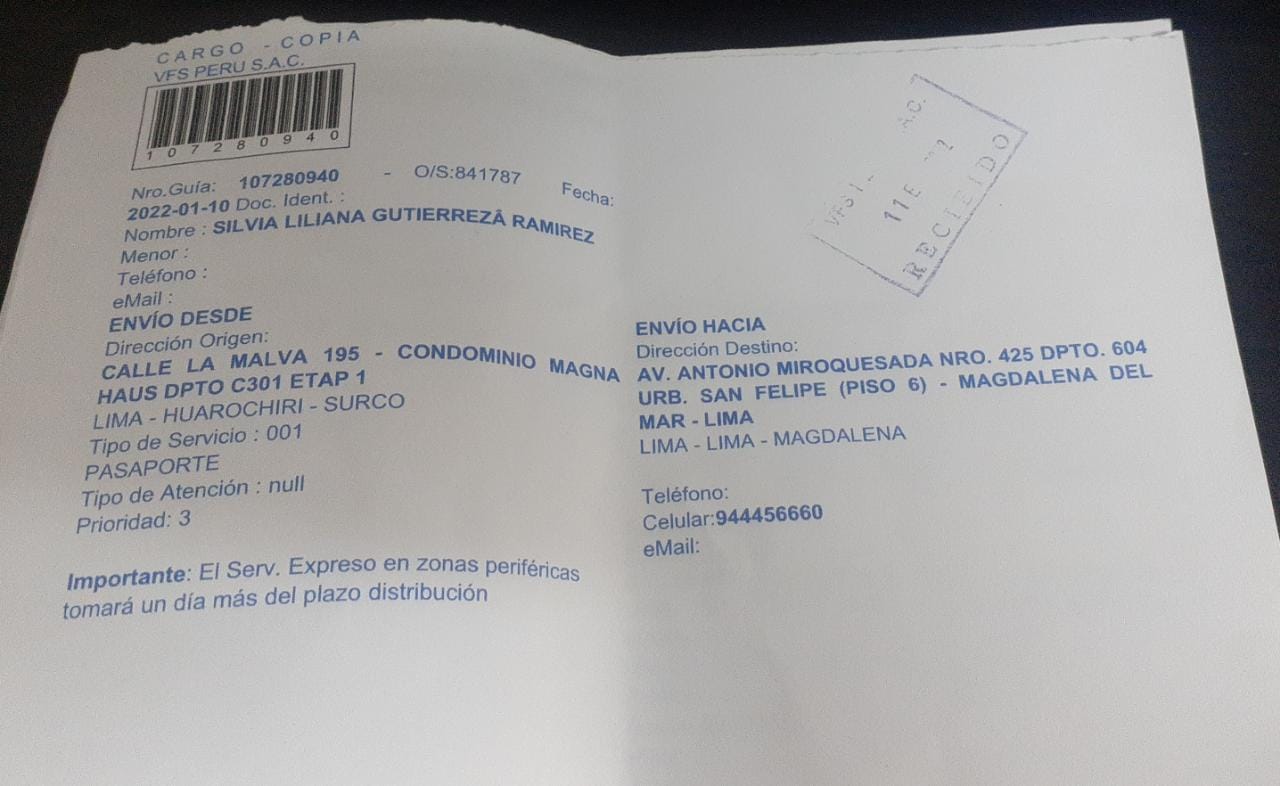 CARGO - COPIA
VFS PERU S.A.C.
107280940
Nro.Guía: 107280940 - O/S:841787 Fecha:
2022-01-10 Doc. Ident. :
Nombre : SILVIA LILIANA GUTIERREZÂ RAMIREZ
Menor :
Teléfono :
eMail :
ENVÍO DESDE
Dirección Origen:
CALLE LA MALVA 195 - CONDOMINIO MAGNA
HAUS DPTO C301 ETAP 1
LIMA - HUAROCHIRI - SURCO
Tipo de Servicio : 001
PASAPORTE
Tipo de Atención : null
Prioridad: 3
Importante: El Serv. Expreso en zonas periféricas
tomará un día más del plazo distribución
VFS
11
RECIBIDO
ENVÍO HACIA
Dirección Destino:
AV. ANTONIO MIROQUESADA NRO. 425 DPTO. 604
URB. SAN FELIPE (PISO 6) - MAGDALENA DEL
MAR - LIMA
LIMA - LIMA - MAGDALENA
Teléfono:
Celular:944456660
eMail: